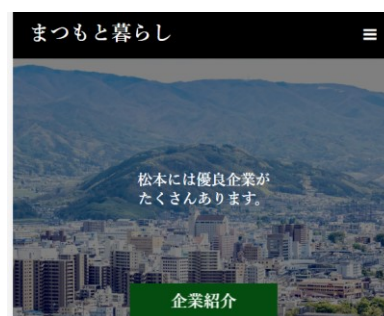 まつもと暮らし
松本には優良企業が
たくさんあります。
企業紹介